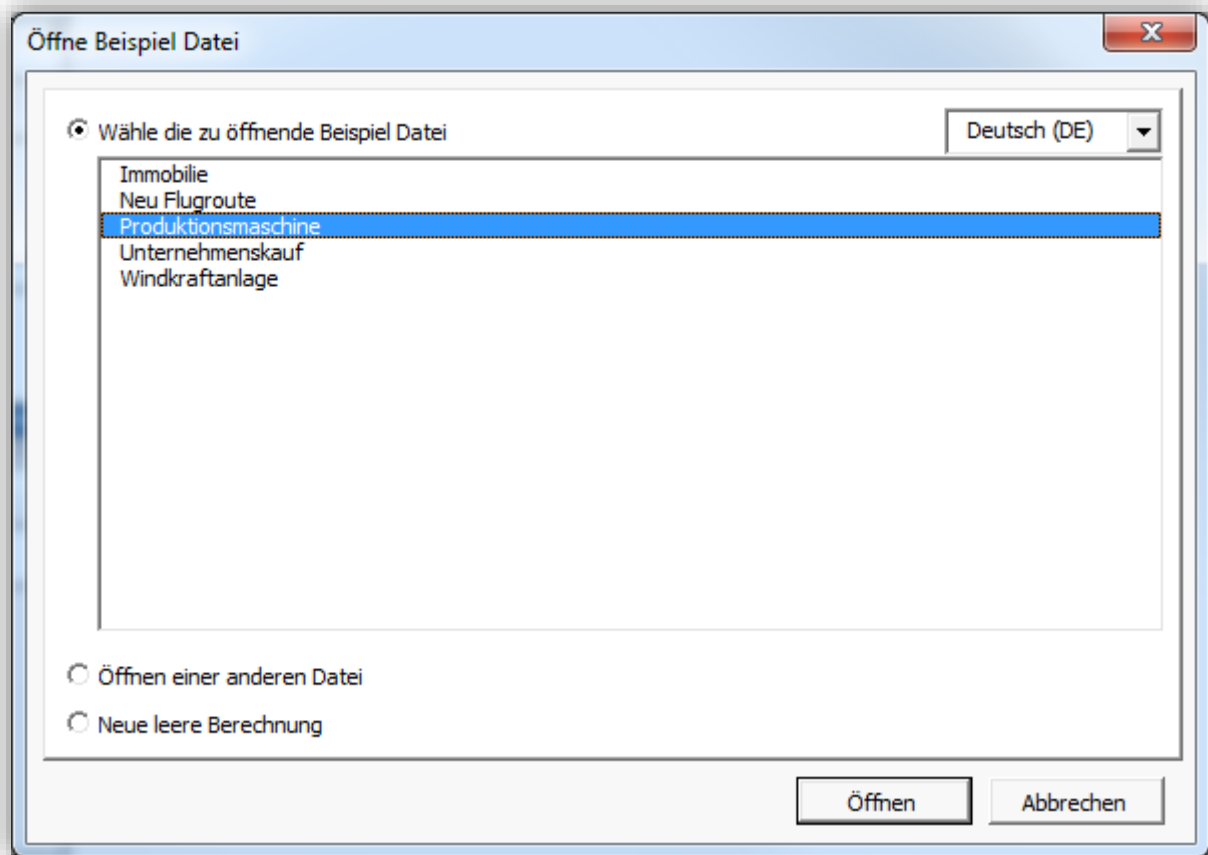 Öffne Beispiel Datei
Wähle die zu öffnende Beispiel Datei
Deutsch (DE)
Immobilie
Neu Flugroute
Produktionsmaschine
Unternehmenskauf
Windkraftanlage
Öffnen einer anderen Datei
Neue leere Berechnung
Öffnen
Abbrechen